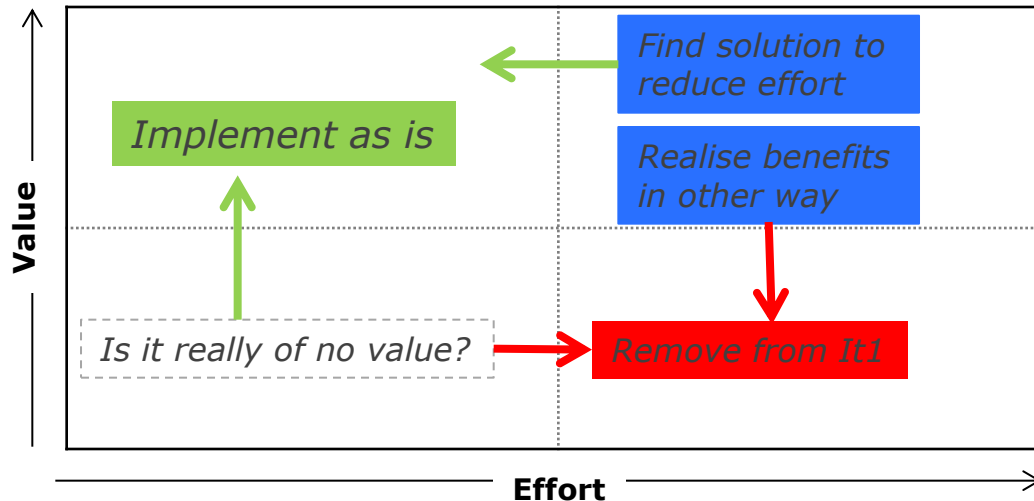 Find solution to
reduce effort
Implement as is
Realise benefits
in other way
Value
Is it really of no value?
Remove from It1
Effort